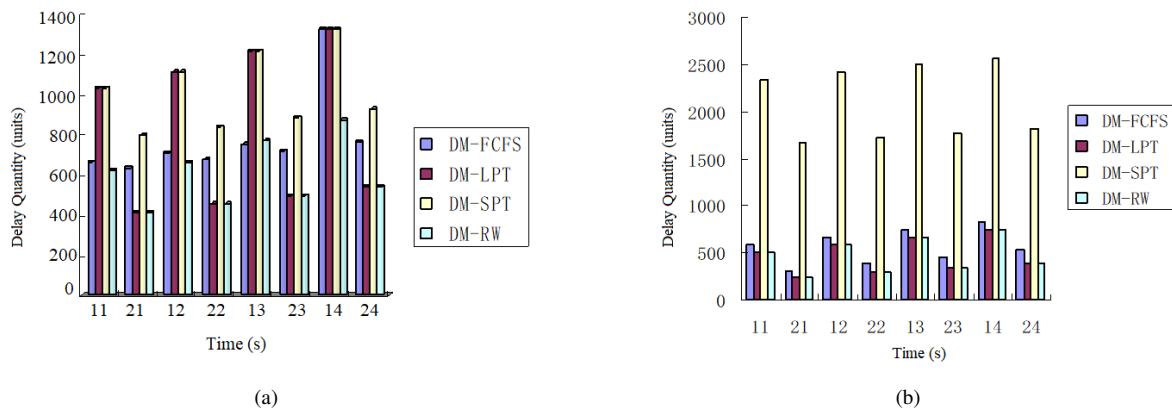 1400
1200
1000
800
600
400
200
0
Delay Quantity (units)
11 21 12 22 13 23 14 24
Time (s)
DM-FCFS
DM-LPT
DM-SPT
DM-RW
(a)
3000
2500
2000
1500
1000
500
0
Delay Quantity (units)
11 21 12 22 13 23 14 24
Time (s)
DM-FCFS
DM-LPT
DM-SPT
DM-RW
(b)